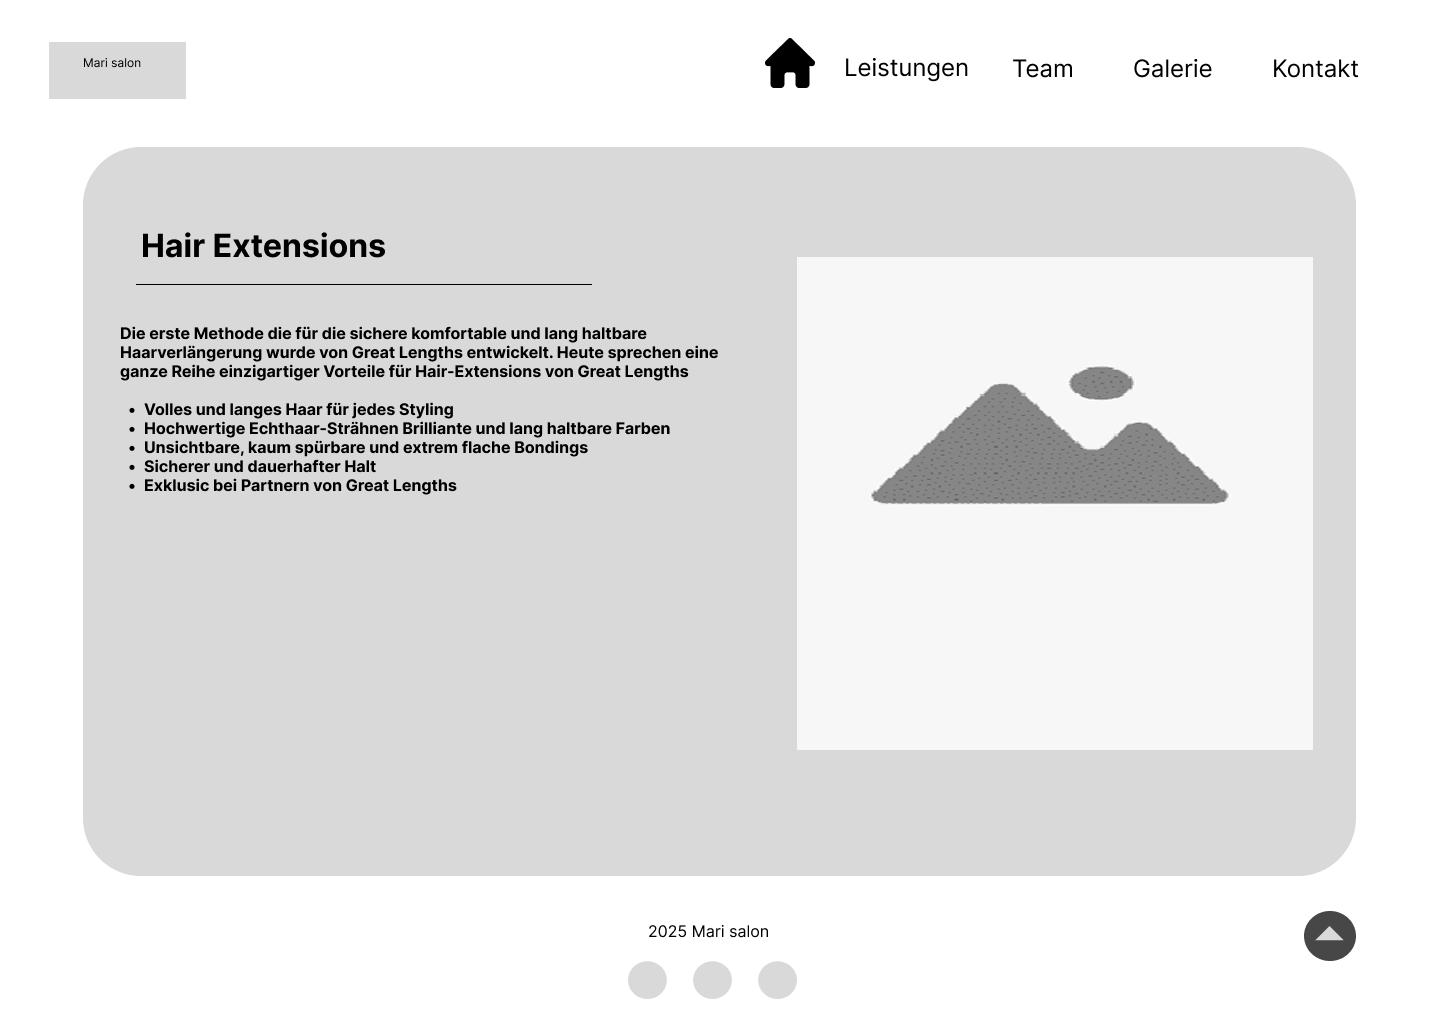 Mari salon
Leistungen
Team
Galerie
Kontakt
Hair Extensions
Die erste Methode die für die sichere komfortable und lang haltbare
Haarverlängerung wurde von Great Lengths entwickelt. Heute sprechen eine
ganze Reihe einzigartiger Vorteile für Hair-Extensions von Great Lengths
• Volles und langes Haar für jedes Styling
• Hochwertige Echthaar-Strähnen Brilliante und lang haltbare Farben
• Unsichtbare, kaum spürbare und extrem flache Bondings
• Sicherer und dauerhafter Halt
• Exklusic bei Partnern von Great Lengths
2025 Mari salon